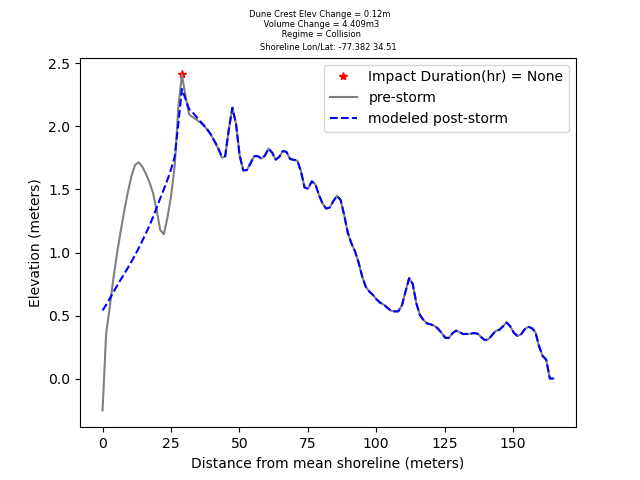 Dune Crest Elev Change = 0.12m
Volume Change = 4.409m3
Regime = Collision
Shoreline Lon/Lat: -77.382 34.51
Impact Duration(hr) = None
pre-storm
modeled post-storm
2.5
2.0
1.5
1.0
0.5
0.0
Elevation (meters)
0
25
50
75
100
125
150
Distance from mean shoreline (meters)